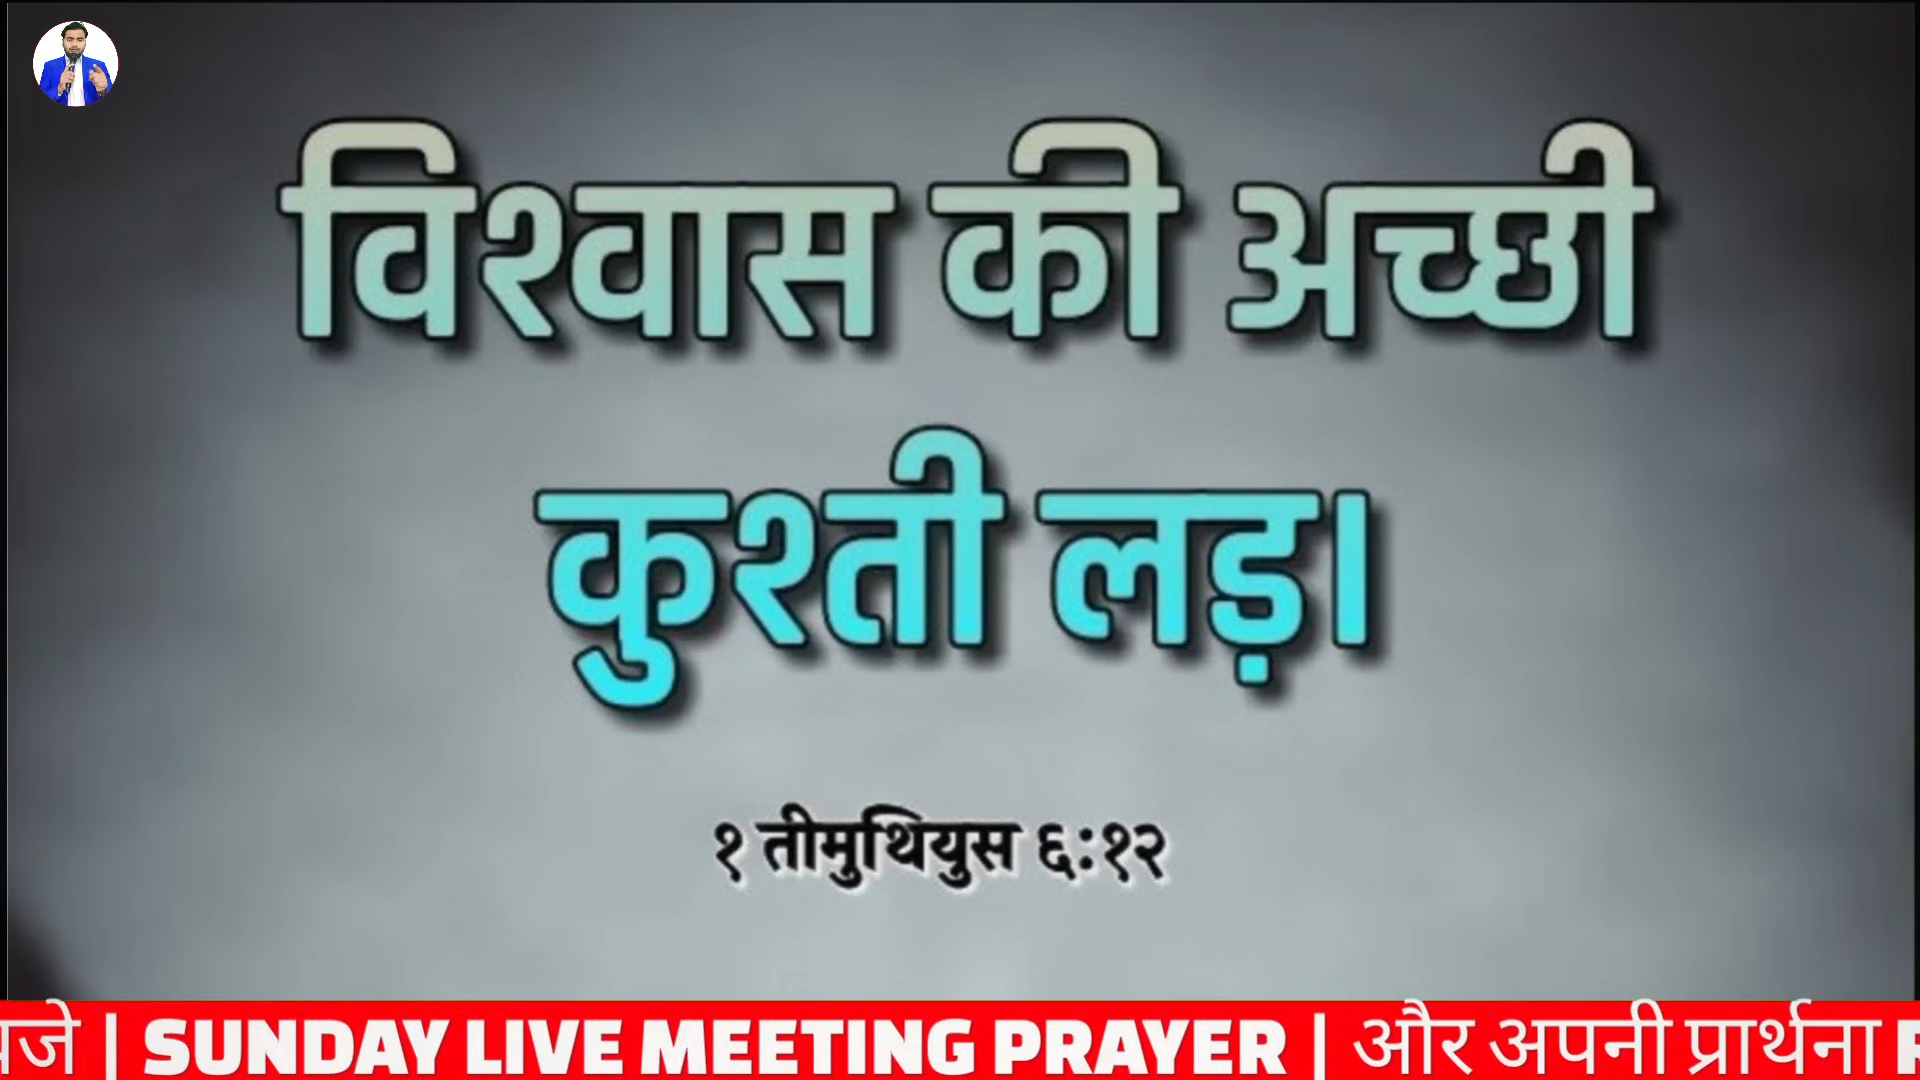 विश्वास की अच्छी
कुश्ती लड़।
१ तीमुथियुस ६:१२
| SUNDAY LIVE MEETING PRAYER | और अपनी प्रार्थना